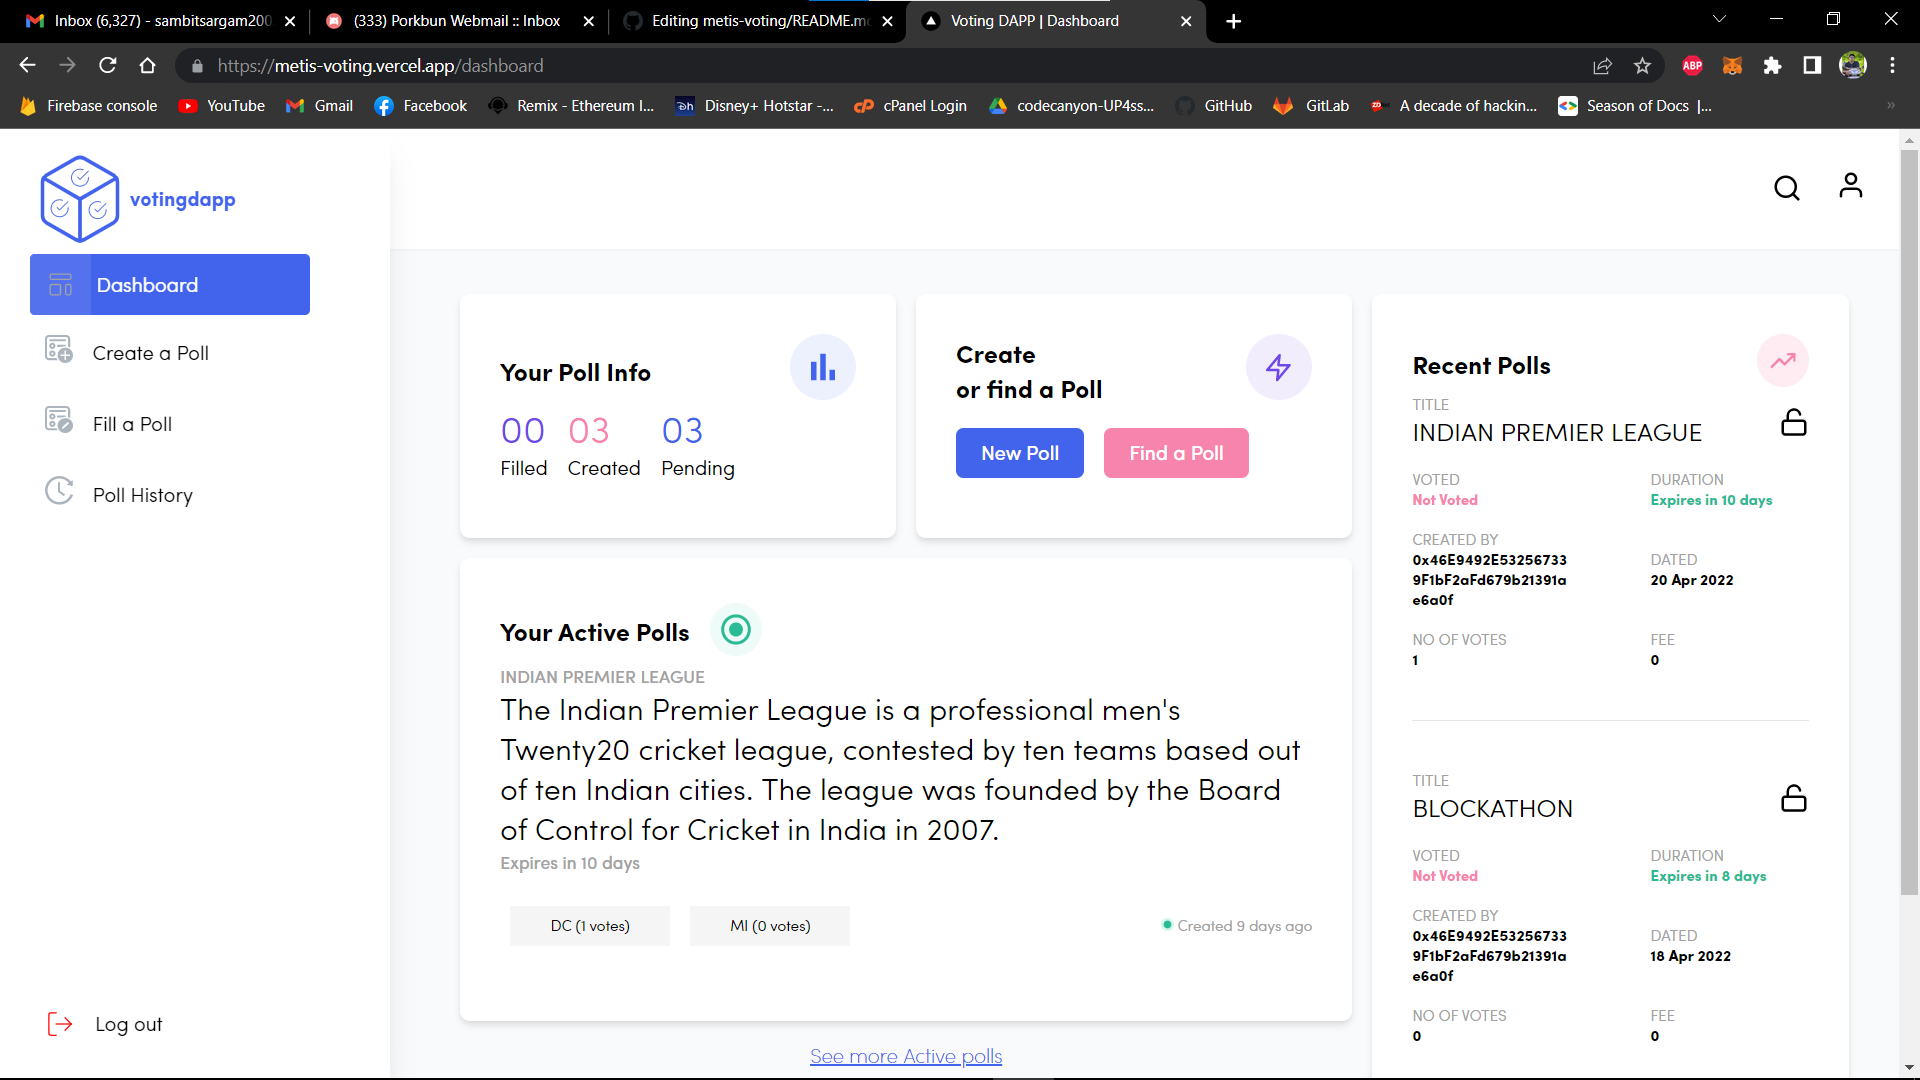 Inbox (6,327) - sambitsargam200
(333) Porkbun Webmail :: Inbox
Editing metis-voting/README.m
Voting DAPP | Dashboard
https://metis-voting.vercel.app/dashboard
ABP
Firebase console
YouTube
Gmail
Facebook
Remix - Ethereum I...
Disney+ Hotstar -...
cPanel Login
codecanyon-UP4ss...
GitHub
GitLab
A decade of hackin...
Season of Docs |...
votingdapp
Dashboard
Create a Poll
Fill a Poll
Poll History
Log out
Your Poll Info
00 03 03
Filled Created Pending
Create
or find a Poll
New Poll
Find a Poll
Your Active Polls
INDIAN PREMIER LEAGUE
The Indian Premier League is a professional men's
Twenty20 cricket league, contested by ten teams based out
of ten Indian cities. The league was founded by the Board
of Control for Cricket in India in 2007.
Expires in 10 days
DC (1 votes)
MI (0 votes)
Created 9 days ago
See more Active polls
Recent Polls
TITLE
INDIAN PREMIER LEAGUE
VOTED
Not Voted
DURATION
Expires in 10 days
CREATED BY
0x46E9492E53256733
9F1bF2aFd679b21391a
e6a0f
DATED
20 Apr 2022
NO OF VOTES
1
FEE
0
TITLE
BLOCKATHON
VOTED
Not Voted
DURATION
Expires in 8 days
CREATED BY
0x46E9492E53256733
9F1bF2aFd679b21391a
e6a0f
DATED
18 Apr 2022
NO OF VOTES
0
FEE
0